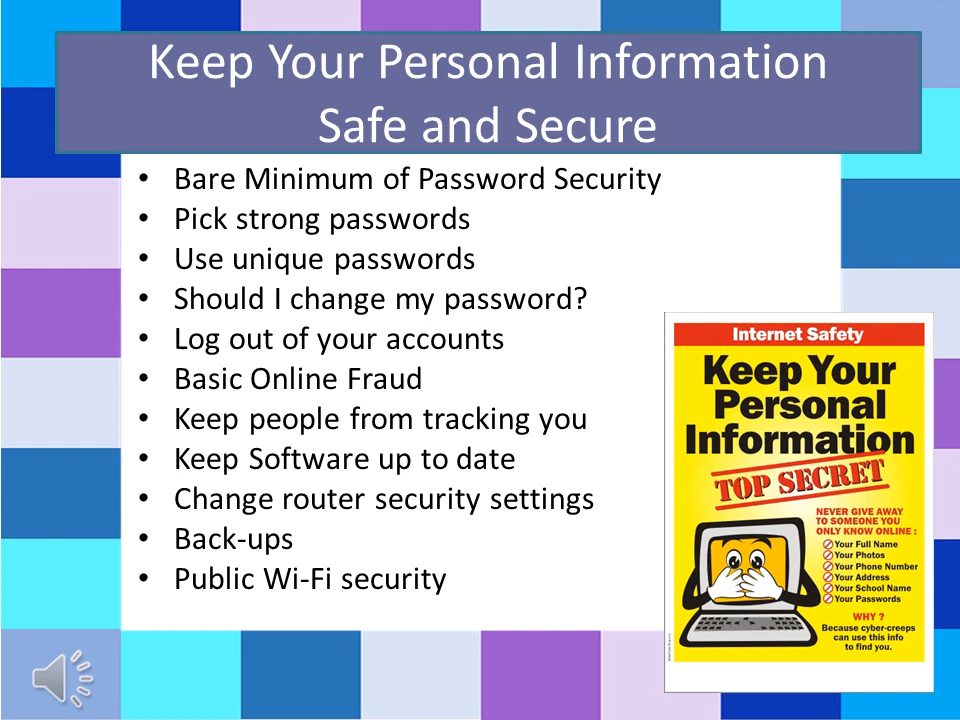 Keep Your Personal Information
Safe and Secure
• Bare Minimum of Password Security
• Pick strong passwords
• Use unique passwords
• Should I change my password?
• Log out of your accounts
• Basic Online Fraud
• Keep people from tracking you
• Keep Software up to date
• Change router security settings
• Back-ups
• Public Wi-Fi security
Internet Safety
Keep Your
Personal
Information
TOP SECRET
NEVER GIVE AWAY
TO SOMEONE YOU
ONLY KNOW ONLINE :
Your Full Name
Your Photos
Your Phone Number
Your Address
Your School Name
Your Passwords
WHY ?
Because cyber-creeps
can use this info
to find you.